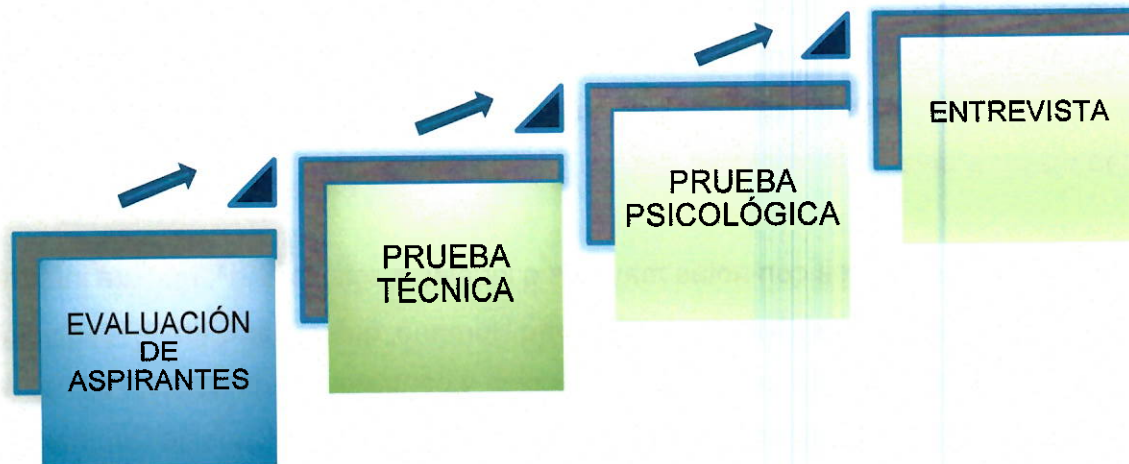 EVALUACIÓN
DE
ASPIRANTES
PRUEBA
TÉCNICA
PRUEBA
PSICOLÓGICA
ENTREVISTA